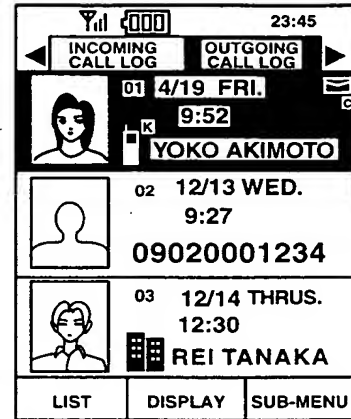 23:45
INCOMING CALL LOG
OUTGOING CALL LOG
01 4/19 FRI.
C
9:52
K
YOKO AKIMOTO
02 12/13 WED.
9:27
09020001234
03 12/14 THRUS.
12:30
REI TANAKA
LIST DISPLAY SUB-MENU